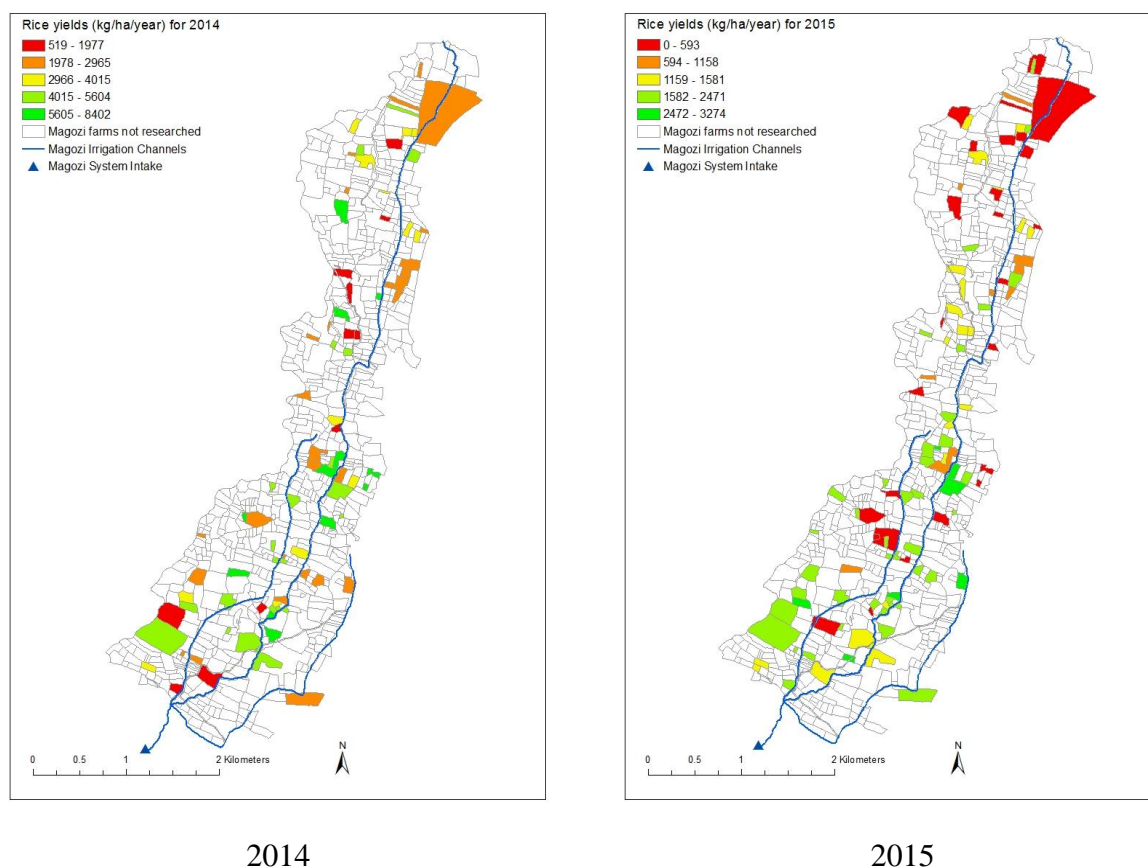 Rice yields (kg/ha/year) for 2014
519 - 1977
1978 - 2965
2966 - 4015
4015 - 5604
5605 - 8402
Magozi farms not researched
Magozi Irrigation Channels
Magozi System Intake
N
0 0.5 1 2 Kilometers
2014
Rice yields (kg/ha/year) for 2015
0 - 593
594 - 1158
1159 - 1581
1582 - 2471
2472 - 3274
Magozi farms not researched
Magozi Irrigation Channels
Magozi System Intake
N
0 0.5 1 2 Kilometers
2015